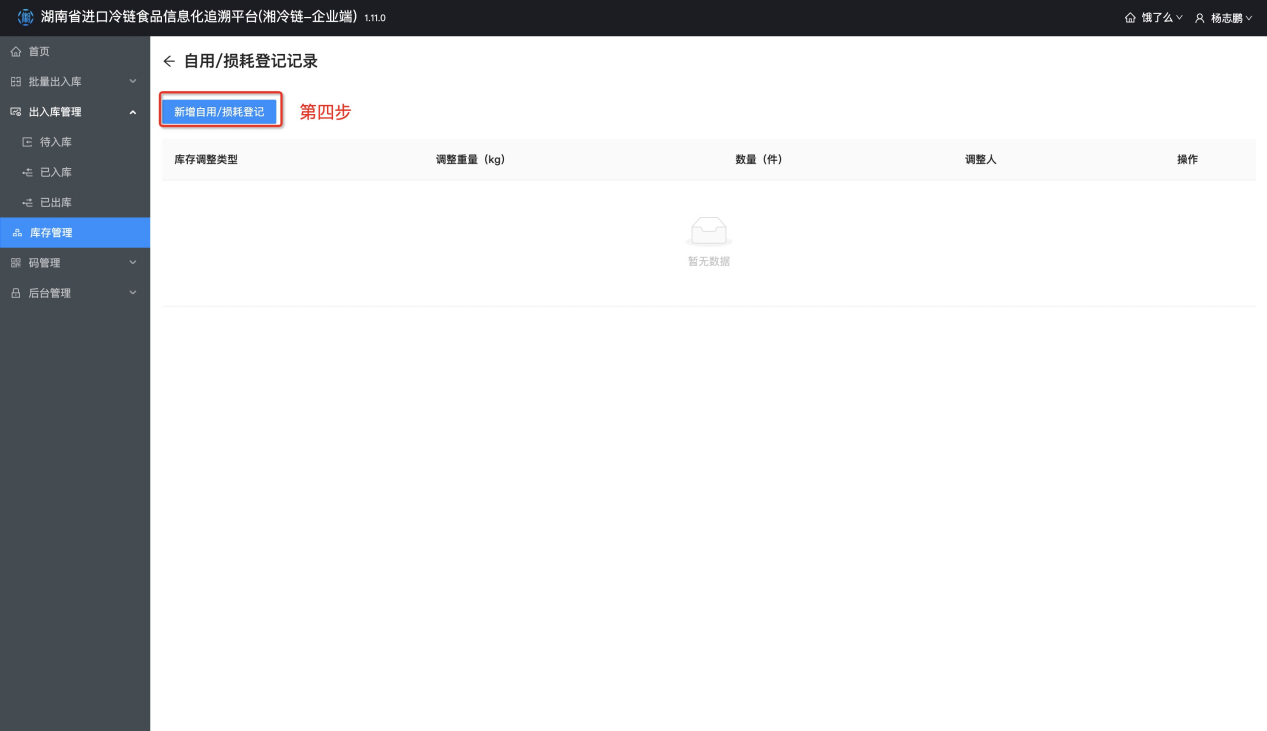 湖南省进口冷链食品信息化追溯平台(湘冷链-企业端) 1.11.0
饿了么 杨志鹏
首页
批量出入库
出入库管理
待入库
已入库
已出库
库存管理
码管理
后台管理
自用/损耗登记记录
新增自用/损耗登记 第四步
库存调整类型 调整重量（kg） 数量（件） 调整人 操作
暂无数据